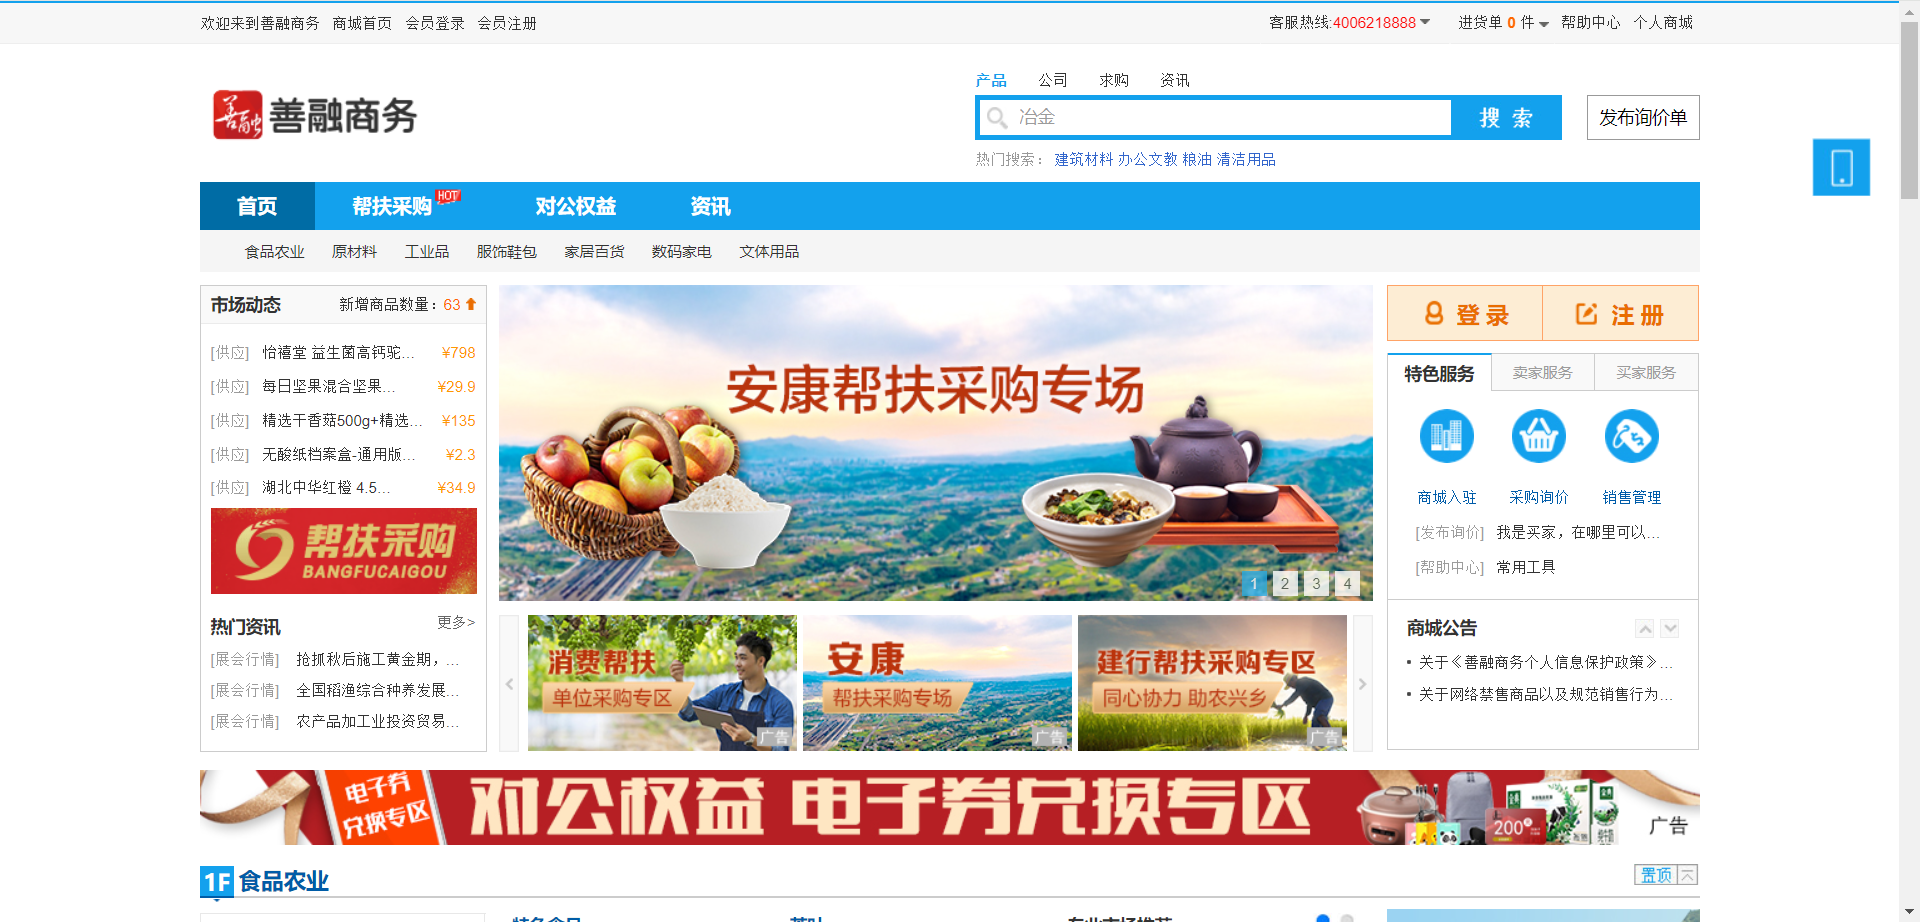 欢迎来到善融商务 商城首页 会员登录 会员注册
客服热线:4006218888 进货单 0 件 帮助中心 个人商城
善融 善融商务
产品 公司 求购 资讯
冶金
搜 索
发布询价单
热门搜索： 建筑材料 办公文教 粮油 清洁用品
首页 帮扶采购 HOT 对公权益 资讯
食品农业 原材料 工业品 服饰鞋包 家居百货 数码家电 文体用品
市场动态 新增商品数量：63
[供应] 怡禧堂 益生菌高钙驼... ¥798
[供应] 每日坚果混合坚果... ¥29.9
[供应] 精选干香菇500g+精选... ¥135
[供应] 无酸纸档案盒-通用版... ¥2.3
[供应] 湖北中华红橙 4.5... ¥34.9
帮扶采购
BANGFUCAIGOU
热门资讯 更多>
[展会行情] 抢抓秋后施工黄金期，...
[展会行情] 全国稻渔综合种养发展...
[展会行情] 农产品加工业投资贸易...
安康帮扶采购专场
1 2 3 4
消费帮扶
单位采购专区
广告
安康
帮扶采购专场
广告
建行帮扶采购专区
同心协力 助农兴乡
广告
登录 注册
特色服务 卖家服务 买家服务
商城入驻 采购询价 销售管理
[发布询价] 我是买家，在哪里可以...
[帮助中心] 常用工具
商城公告
• 关于《善融商务个人信息保护政策》...
• 关于网络禁售商品以及规范销售行为...
电子券
兑换专区
对公权益 电子券兑换专区
200
广告
1F 食品农业
置顶